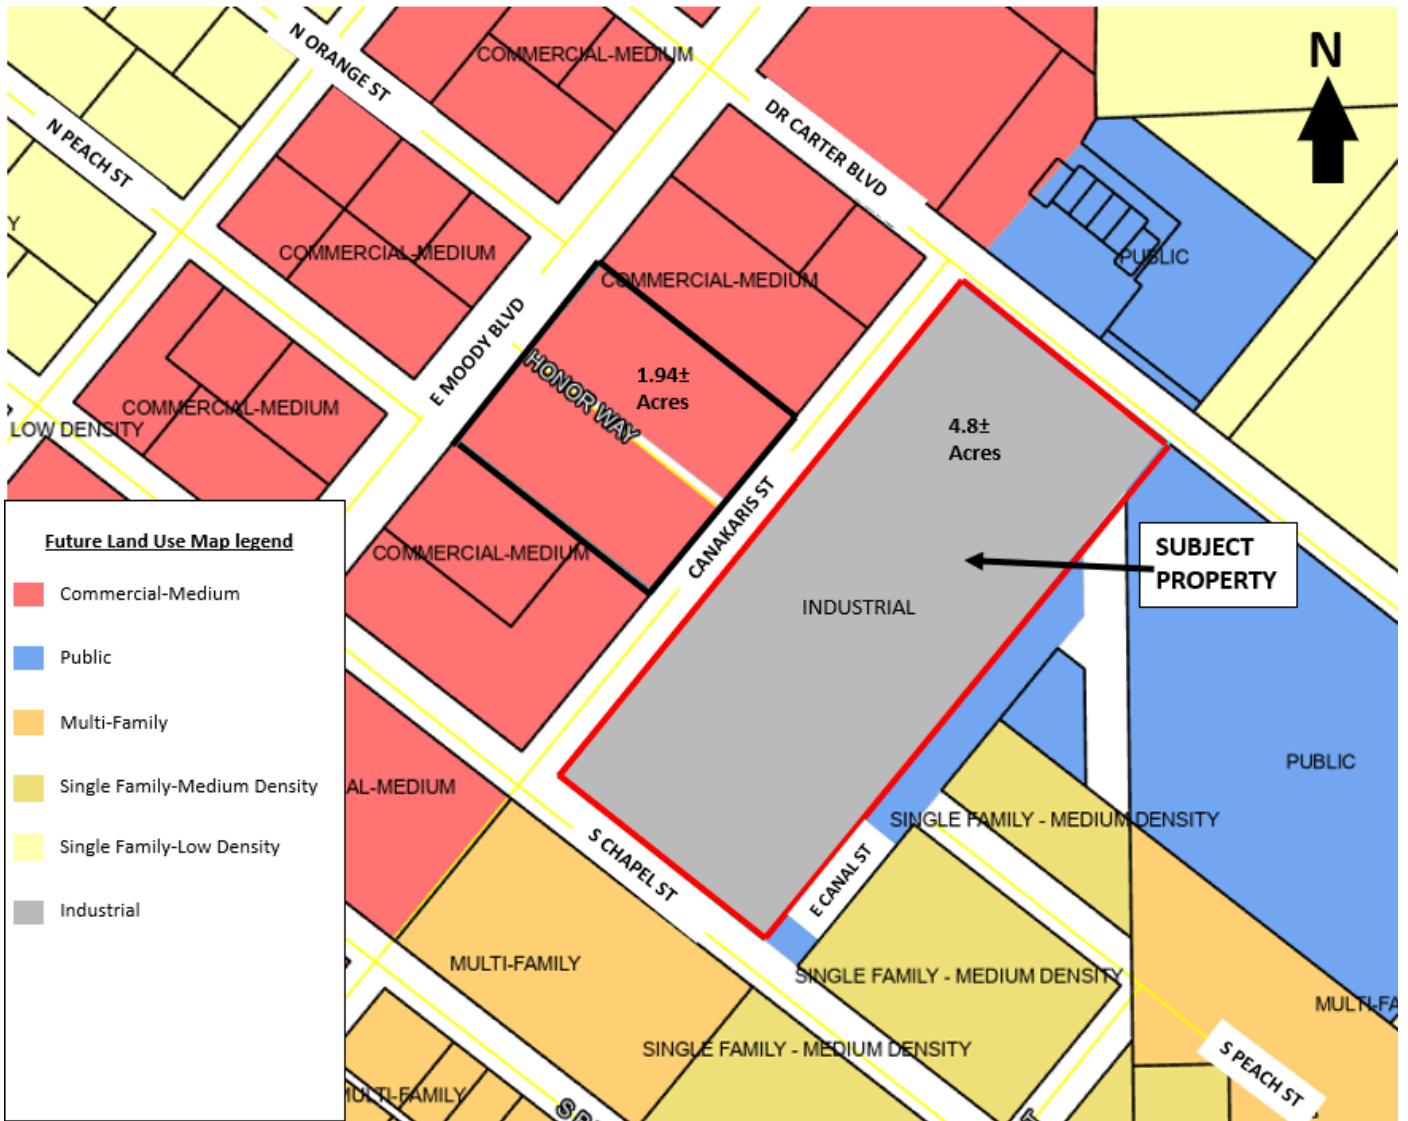 N ORANGE ST
COMMERCIAL-MEDIUM
N
DR CARTER BLVD
N PEACH ST
Y
COMMERCIAL-MEDIUM
COMMERCIAL-MEDIUM
PUBLIC
E MOODY BLVD
HONOR WAY
1.94±
Acres
COMMERCIAL-MEDIUM
LOW DENSITY
4.8±
Acres
CANAKARIS ST
COMMERCIAL-MEDIUM
SUBJECT
PROPERTY
INDUSTRIAL
Future Land Use Map legend
Commercial-Medium
Public
Multi-Family
Single Family-Medium Density
Single Family-Low Density
Industrial
AL-MEDIUM
PUBLIC
SINGLE FAMILY - MEDIUM DENSITY
S CHAPEL ST
E CANAL ST
MULTI-FAMILY
SINGLE FAMILY - MEDIUM DENSITY
MULTI-FA
SINGLE FAMILY - MEDIUM DENSITY
S PEACH ST
ULTI-FAMILY